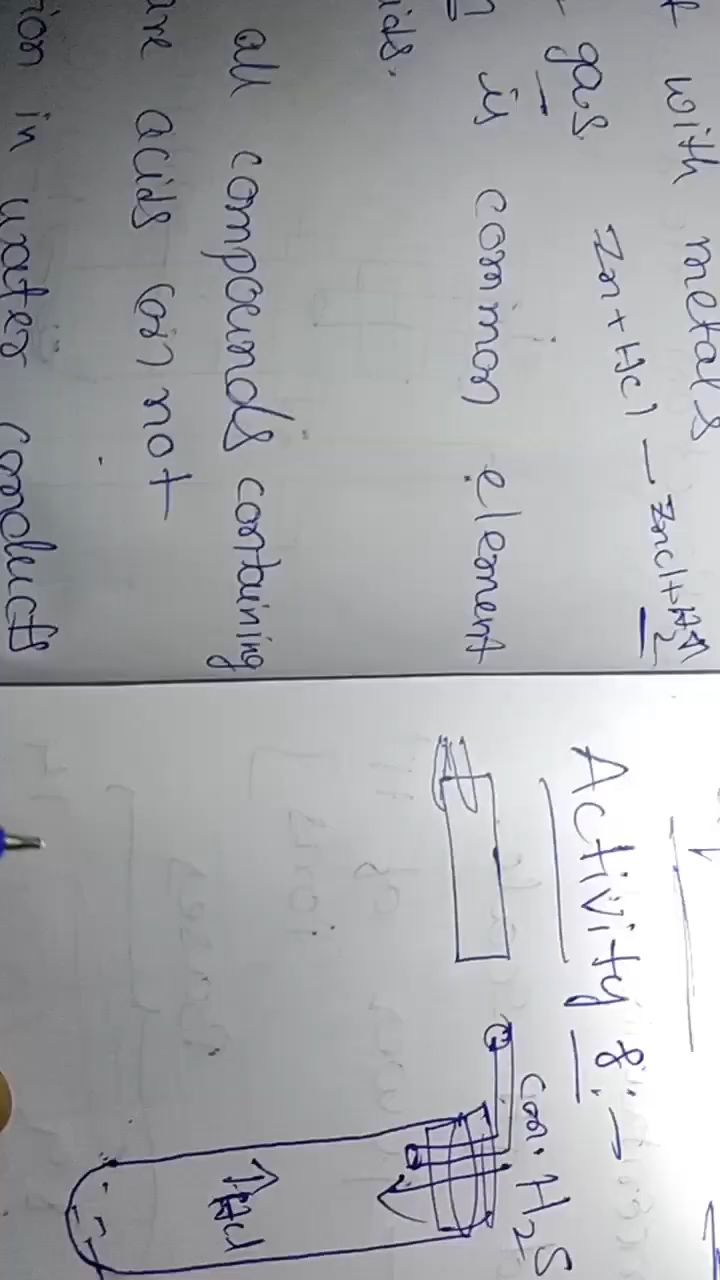 with metals
gas
Zn + HCl — ZnCl + H₂↑
is common element
ids.
all compounds containing
are acids (or) not
ion in water conducts
Activity 8:-
Con. H₂S
HCl